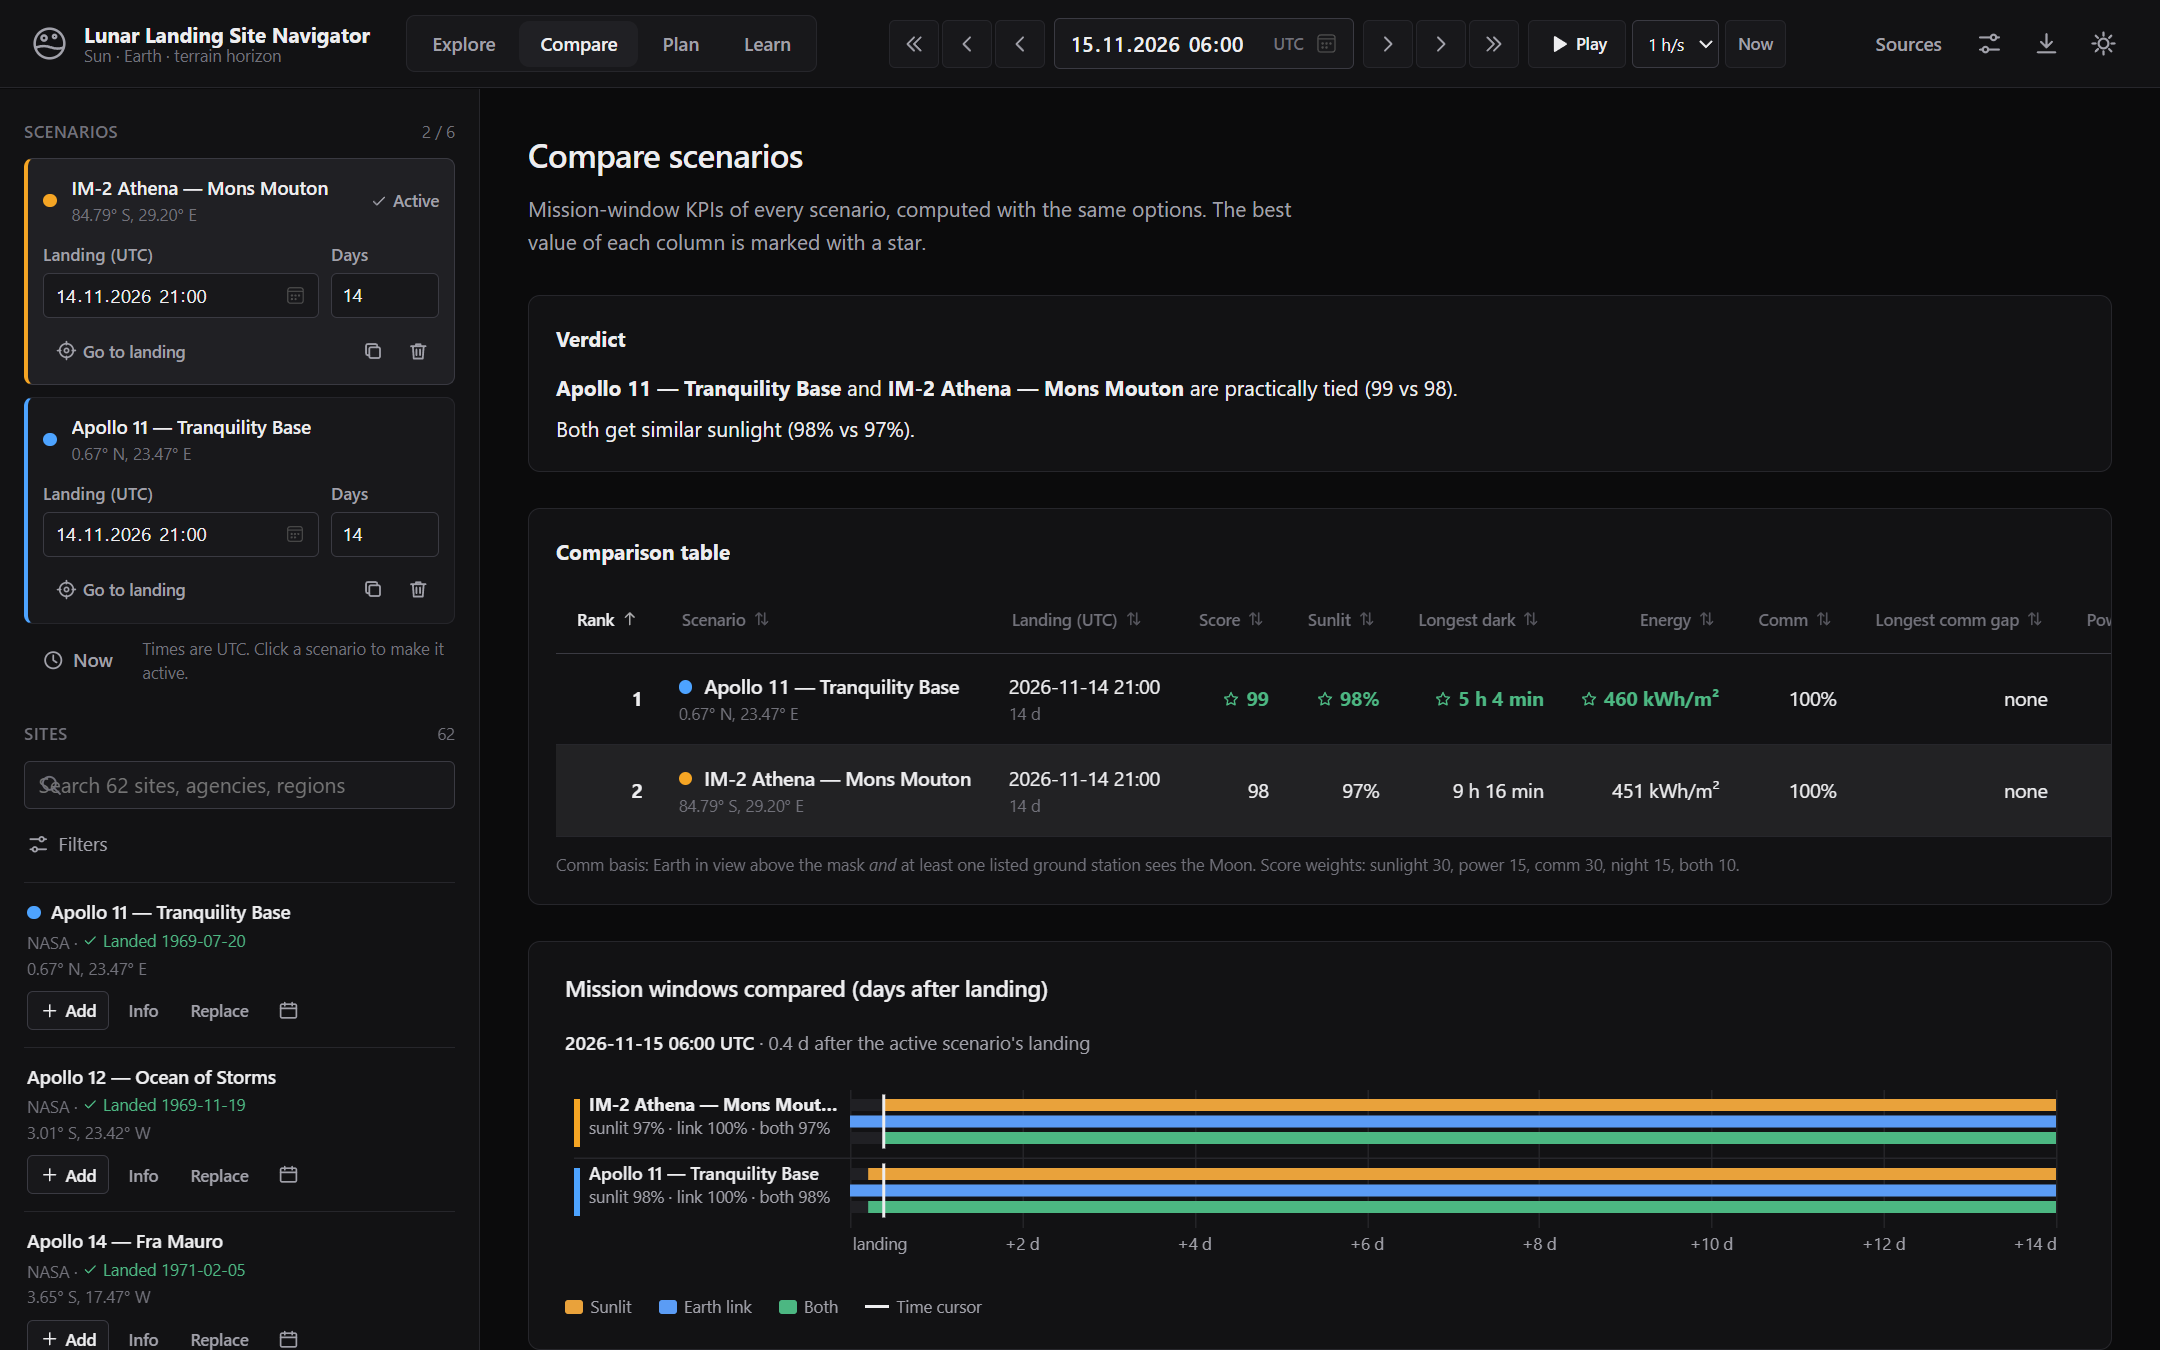 Lunar Landing Site Navigator
Sun · Earth · terrain horizon
Explore
Compare
Plan
Learn
15.11.2026 06:00 UTC
Play
1 h/s
Now
Sources
SCENARIOS
2 / 6
IM-2 Athena — Mons Mouton
84.79° S, 29.20° E
Active
Landing (UTC)
Days
14.11.2026 21:00
14
Go to landing
Apollo 11 — Tranquility Base
0.67° N, 23.47° E
Landing (UTC)
Days
14.11.2026 21:00
14
Go to landing
Now
Times are UTC. Click a scenario to make it
active.
SITES
62
Search 62 sites, agencies, regions
Filters
Apollo 11 — Tranquility Base
NASA · ✓ Landed 1969-07-20
0.67° N, 23.47° E
+ Add
Info
Replace
Apollo 12 — Ocean of Storms
NASA · ✓ Landed 1969-11-19
3.01° S, 23.42° W
+ Add
Info
Replace
Apollo 14 — Fra Mauro
NASA · ✓ Landed 1971-02-05
3.65° S, 17.47° W
+ Add
Info
Replace
Compare scenarios
Mission-window KPIs of every scenario, computed with the same options. The best
value of each column is marked with a star.
Verdict
Apollo 11 — Tranquility Base and IM-2 Athena — Mons Mouton are practically tied (99 vs 98).
Both get similar sunlight (98% vs 97%).
Comparison table
Rank ↑ Scenario Landing (UTC) Score Sunlit Longest dark Energy Comm Longest comm gap Pow
1 Apollo 11 — Tranquility Base 2026-11-14 21:00 ☆ 99 ☆ 98% ☆ 5 h 4 min ☆ 460 kWh/m² 100% none
0.67° N, 23.47° E 14 d
2 IM-2 Athena — Mons Mouton 2026-11-14 21:00 98 97% 9 h 16 min 451 kWh/m² 100% none
84.79° S, 29.20° E 14 d
Comm basis: Earth in view above the mask and at least one listed ground station sees the Moon. Score weights: sunlight 30, power 15, comm 30, night 15, both 10.
Mission windows compared (days after landing)
2026-11-15 06:00 UTC · 0.4 d after the active scenario's landing
IM-2 Athena — Mons Mout...
sunlit 97% · link 100% · both 97%
Apollo 11 — Tranquility Base
sunlit 98% · link 100% · both 98%
landing +2 d +4 d +6 d +8 d +10 d +12 d +14 d
Sunlit
Earth link
Both
Time cursor